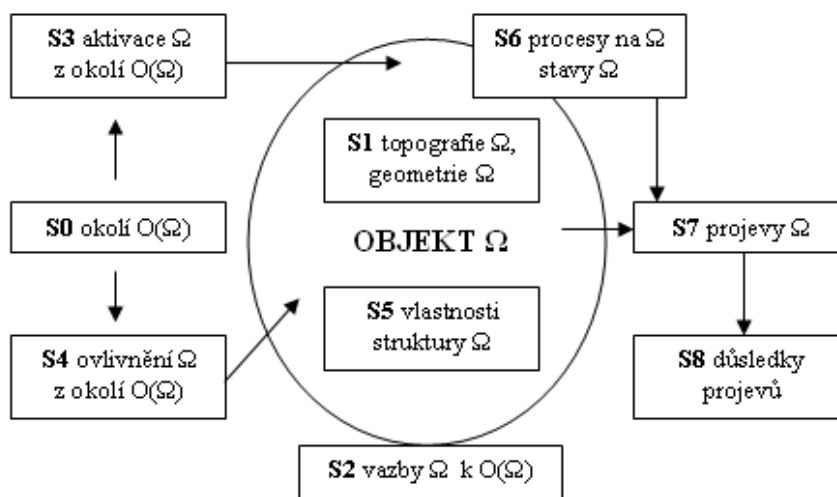 S3 aktivace Ω
z okolí O(Ω)
S6 procesy na Ω
stavy Ω
S1 topografie Ω,
geometrie Ω
S0 okolí O(Ω)
OBJEKT Ω
S7 projevy Ω
S5 vlastnosti
struktury Ω
S4 ovlivnění Ω
z okolí O(Ω)
S8 důsledky
projevů
S2 vazby Ω k O(Ω)